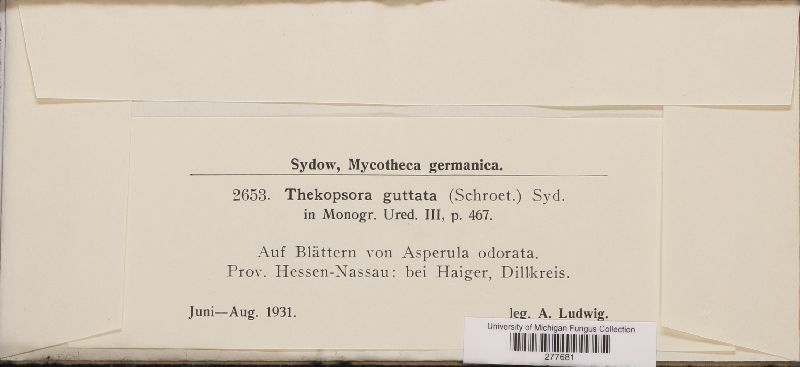 Sydow, Mycotheca germanica.
2653. Thekopsora guttata (Schroet.) Syd.
in Monogr. Ured. III, p. 467.
Auf Blättern von Asperula odorata.
Prov. Hessen-Nassau: bei Haiger, Dillkreis.
Juni—Aug. 1931. leg. A. Ludwig.
University of Michigan Fungus Collection
277681